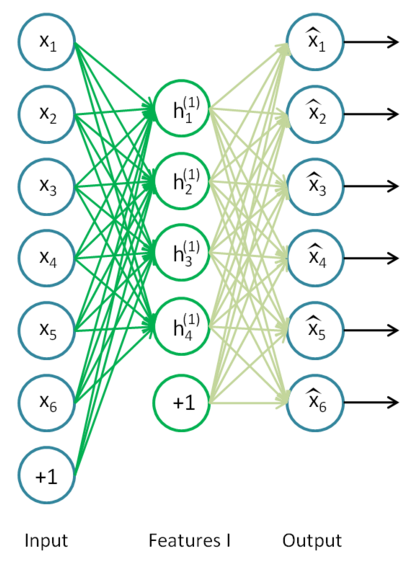 x1 x̂1
h1(1)
x2 x̂2
h2(1)
x3 x̂3
h3(1)
x4 x̂4
h4(1)
x5 x̂5
x6 +1 x̂6
+1
Input Features I Output